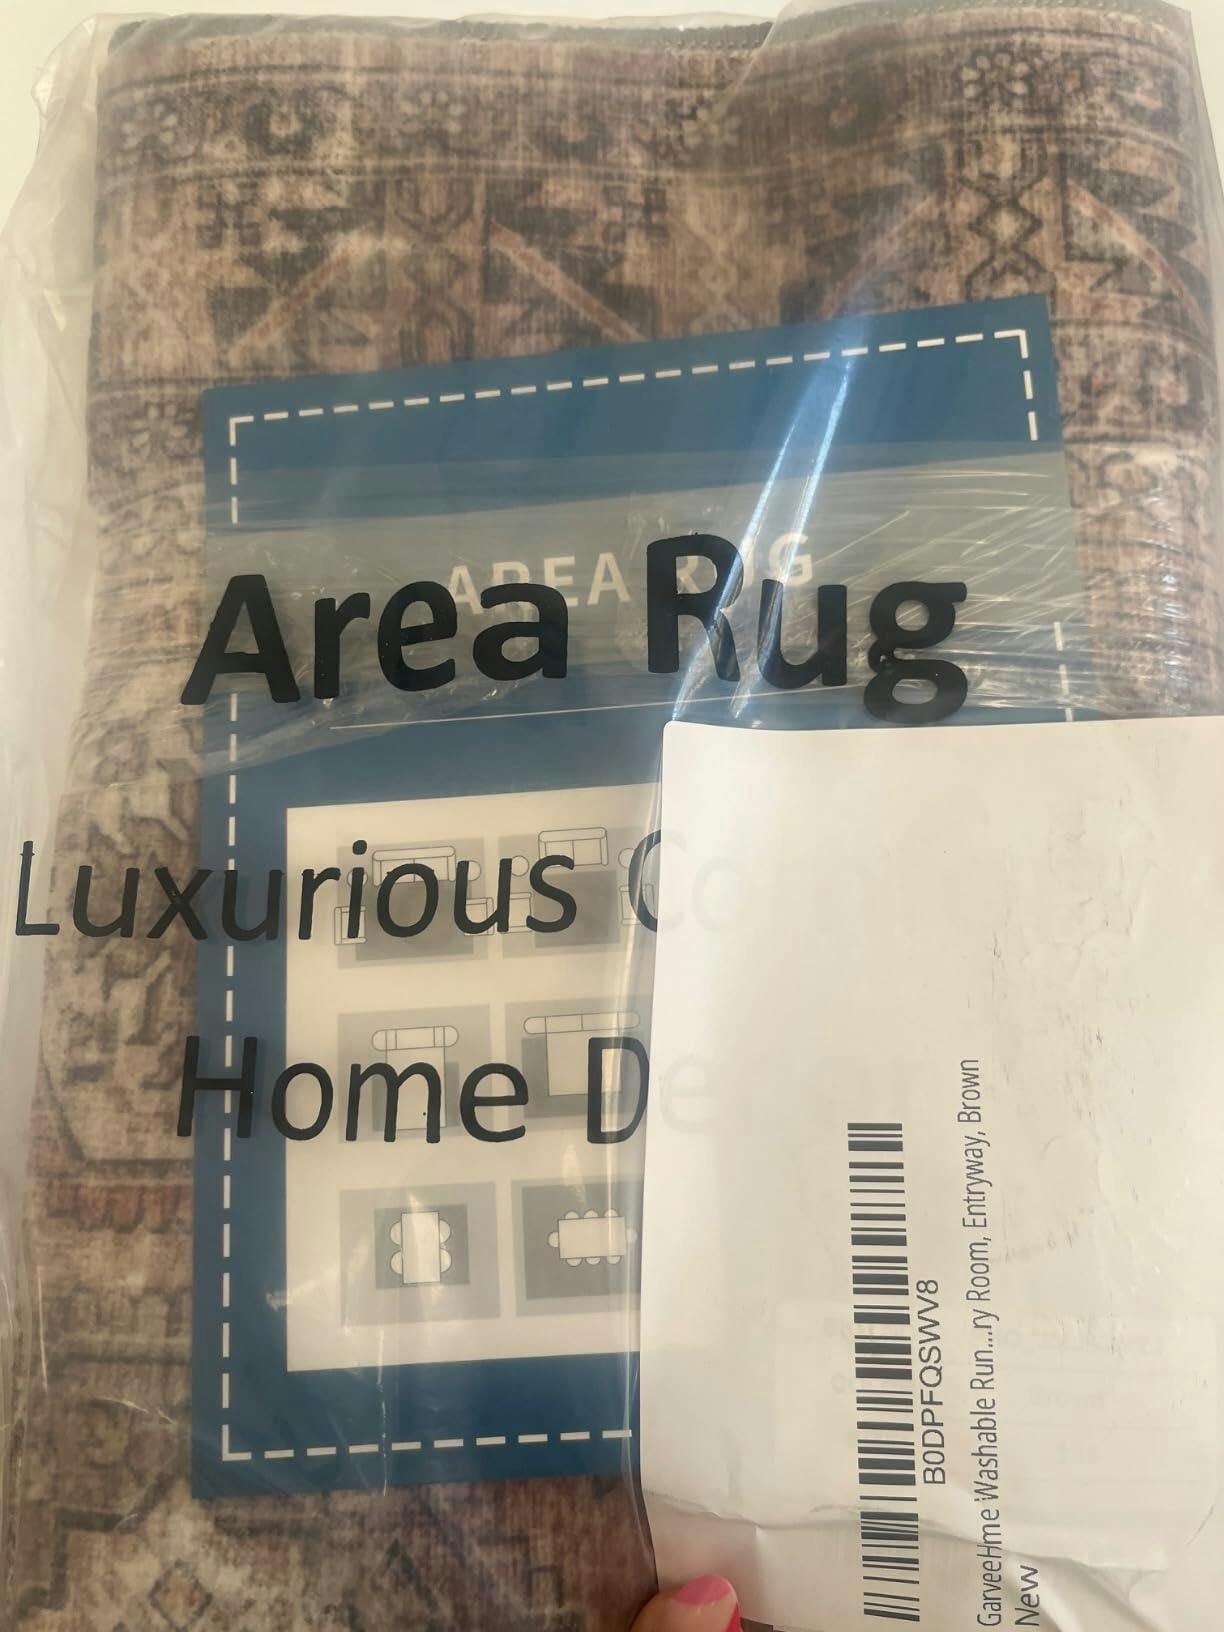 AREA RUG
Area Rug
Luxurious
Home
B0DPFQSWV8
GarveeHme Washable Run...ry Room, Entryway, Brown
New